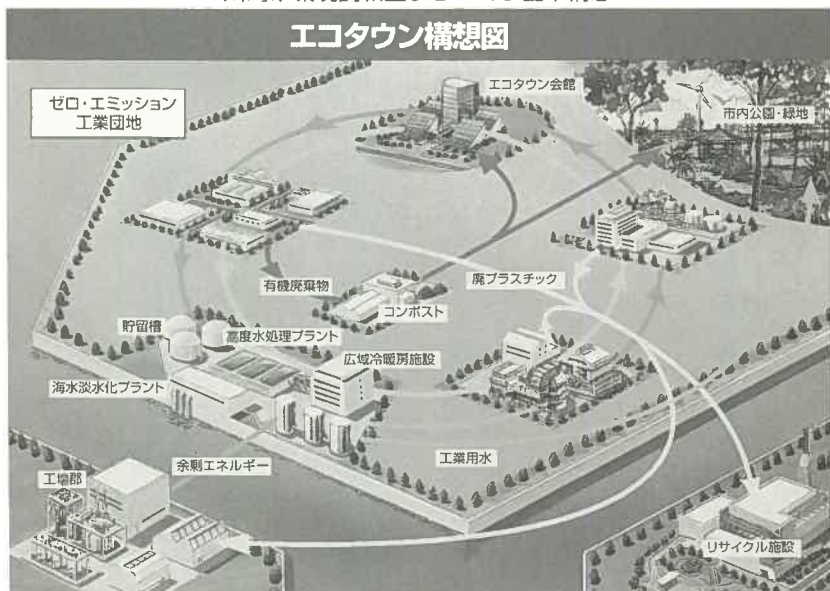 エコタウン構想図
ゼロ・エミッション
工業団地
エコタウン会館
市内公園・緑地
有機廃棄物
コンポスト
廃プラスチック
貯留槽
高度水処理プラント
広域冷暖房施設
海水淡水化プラント
工業用水
余剰エネルギー
工場郡
リサイクル施設